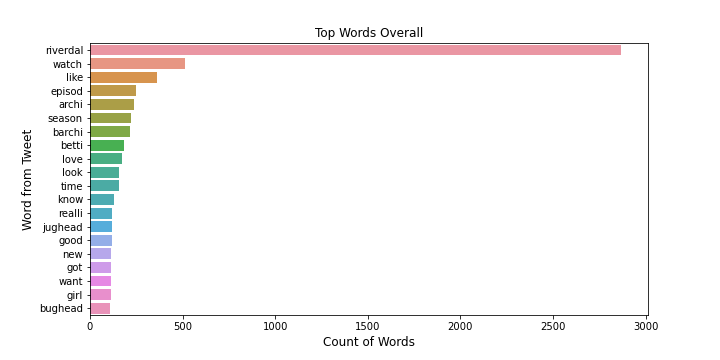 Top Words Overall
riverdal
watch
like
episod
archi
season
barchi
betti
love
look
time
know
realli
jughead
good
new
got
want
girl
bughead
Word from Tweet
0 500 1000 1500 2000 2500 3000
Count of Words